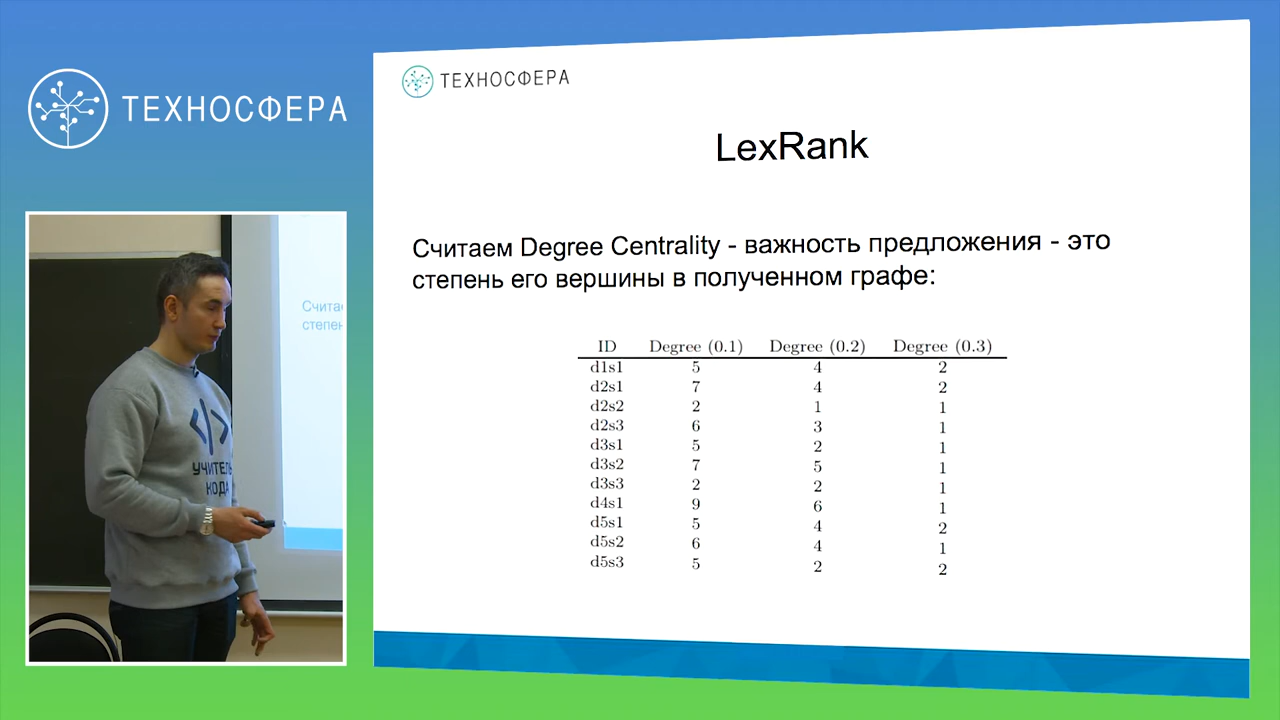 ТЕХНОСФЕРА
ТЕХНОСФЕРА
LexRank
Считаем Degree Centrality - важность предложения - это
степень его вершины в полученном графе:
ID Degree (0.1) Degree (0.2) Degree (0.3)
d1s1 5 4 2
d2s1 7 4 2
d2s2 2 1 1
d2s3 6 3 1
d3s1 5 2 1
d3s2 7 5 1
d3s3 2 2 1
d4s1 9 6 1
d5s1 5 4 2
d5s2 6 4 1
d5s3 5 2 2
Считае
степен
</>
УЧИТЕЛЬ
КОДА